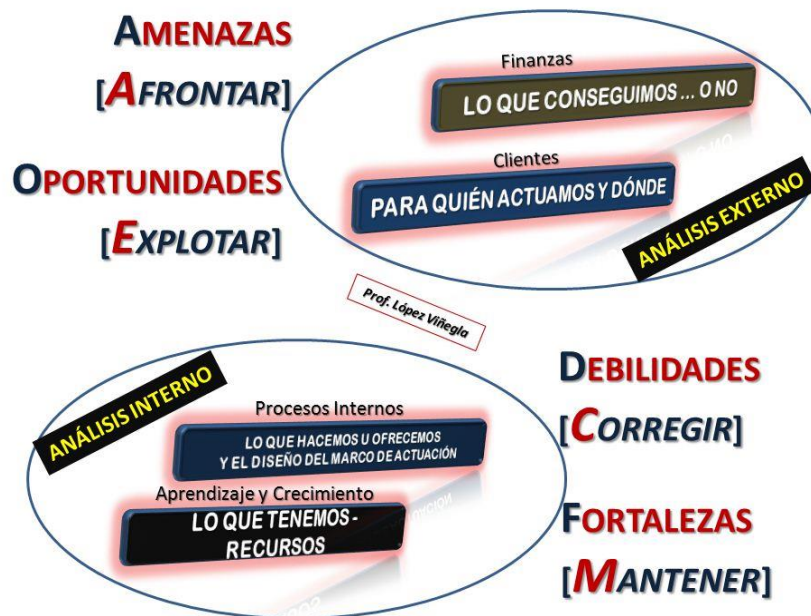 AMENAZAS
[AFRONTAR]
OPORTUNIDADES
[EXPLOTAR]
Finanzas
LO QUE CONSEGUIMOS ... O NO
Clientes
PARA QUIÉN ACTUAMOS Y DÓNDE
ANÁLISIS EXTERNO
Prof. López Viñegla
ANÁLISIS INTERNO
Procesos Internos
LO QUE HACEMOS U OFRECEMOS
Y EL DISEÑO DEL MARCO DE ACTUACIÓN
Aprendizaje y Crecimiento
LO QUE TENEMOS -
RECURSOS
DEBILIDADES
[CORREGIR]
FORTALEZAS
[MANTENER]